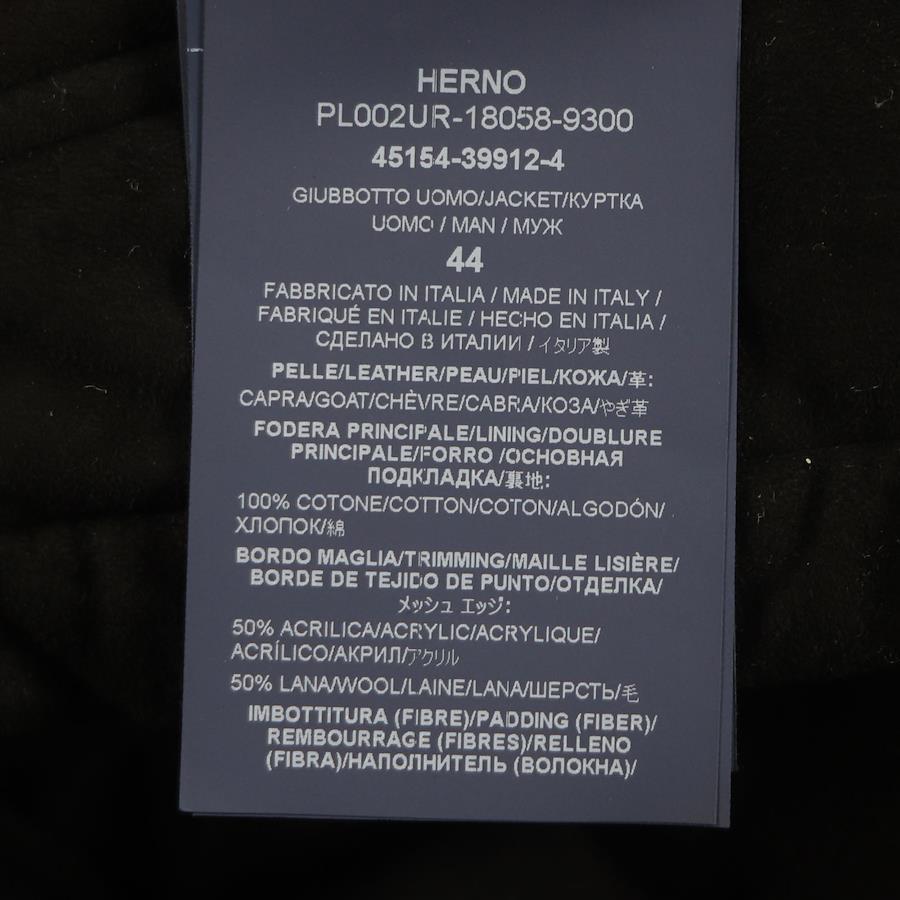 HERNO
PL002UR-18058-9300
45154-39912-4
GIUBBOTTO UOMO/JACKET/КУРТКА
UOMO / MAN / МУЖ
44
FABBRICATO IN ITALIA / MADE IN ITALY /
FABRIQUÉ EN ITALIE / HECHO EN ITALIA /
СДЕЛАНО В ИТАЛИИ / イタリア製
PELLE/LEATHER/PEAU/PIEL/КОЖА/革:
CAPRA/GOAT/CHÈVRE/CABRA/КОЗА/やぎ革
FODERA PRINCIPALE/LINING/DOUBLURE
PRINCIPALE/FORRO /ОСНОВНАЯ
ПОДКЛАДКА/裏地:
100% COTONE/COTTON/COTON/ALGODÓN/
ХЛОПОК/綿
BORDO MAGLIA/TRIMMING/MAILLE LISIÈRE/
BORDE DE TEJIDO DE PUNTO/ОТДЕЛКА/
メッシュ エッジ:
50% ACRILICA/ACRYLIC/ACRYLIQUE/
ACRÍLICO/АКРИЛ/アクリル
50% LANA/WOOL/LAINE/LANA/ШЕРСТЬ/毛
IMBOTTITURA (FIBRE)/PADDING (FIBER)/
REMBOURRAGE (FIBRES)/RELLENO
(FIBRA)/НАПОЛНИТЕЛЬ (ВОЛОКНА)/